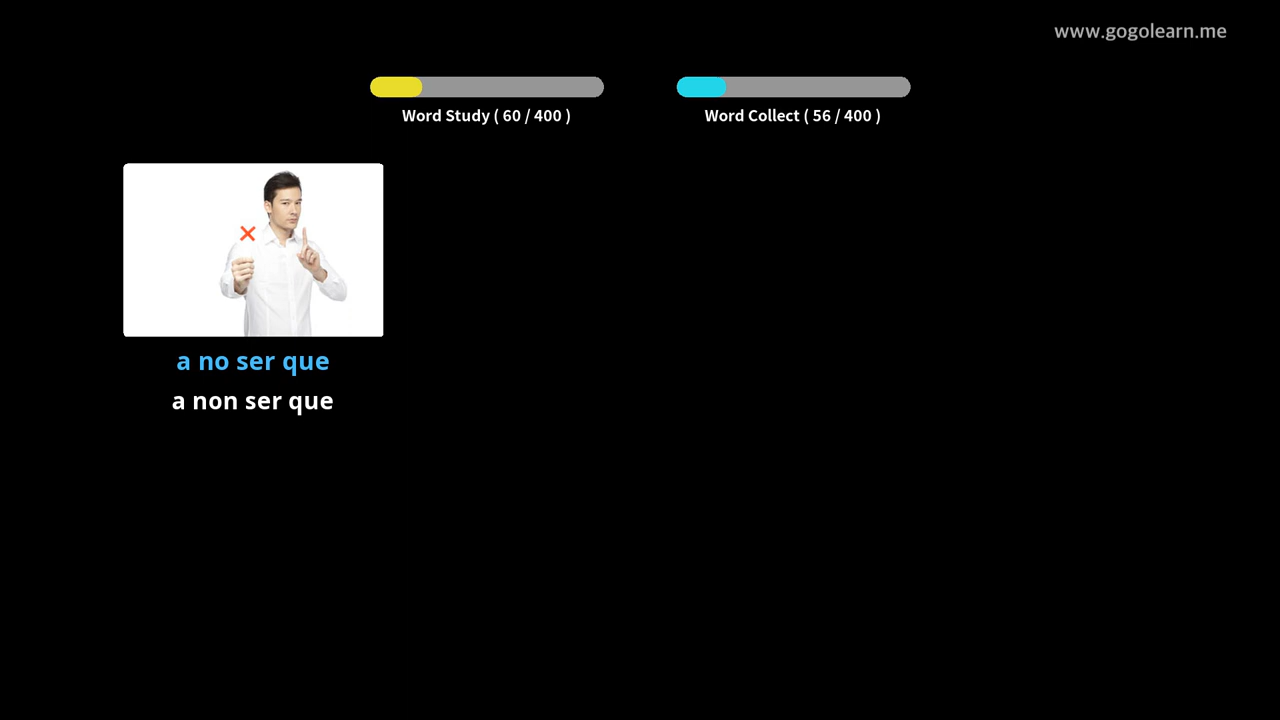 www.gogolearn.me
Word Study ( 60 / 400 )
Word Collect ( 56 / 400 )
a no ser que
a non ser que